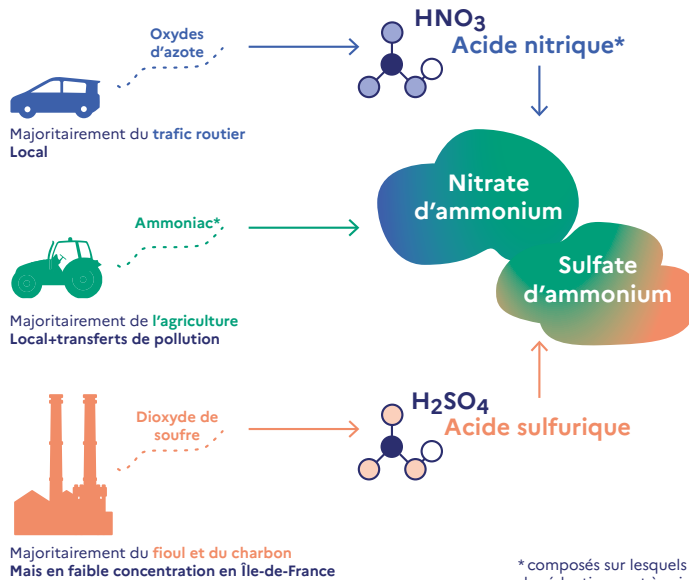 Oxydes
d'azote
HNO3
Acide nitrique*
Majoritairement du trafic routier
Local
Nitrate
d'ammonium
Ammoniac*
Sulfate
d'ammonium
Majoritairement de l'agriculture
Local+transferts de pollution
Dioxyde de
soufre
H2SO4
Acide sulfurique
Majoritairement du fioul et du charbon
Mais en faible concentration en Île-de-France
* composés sur lesquels